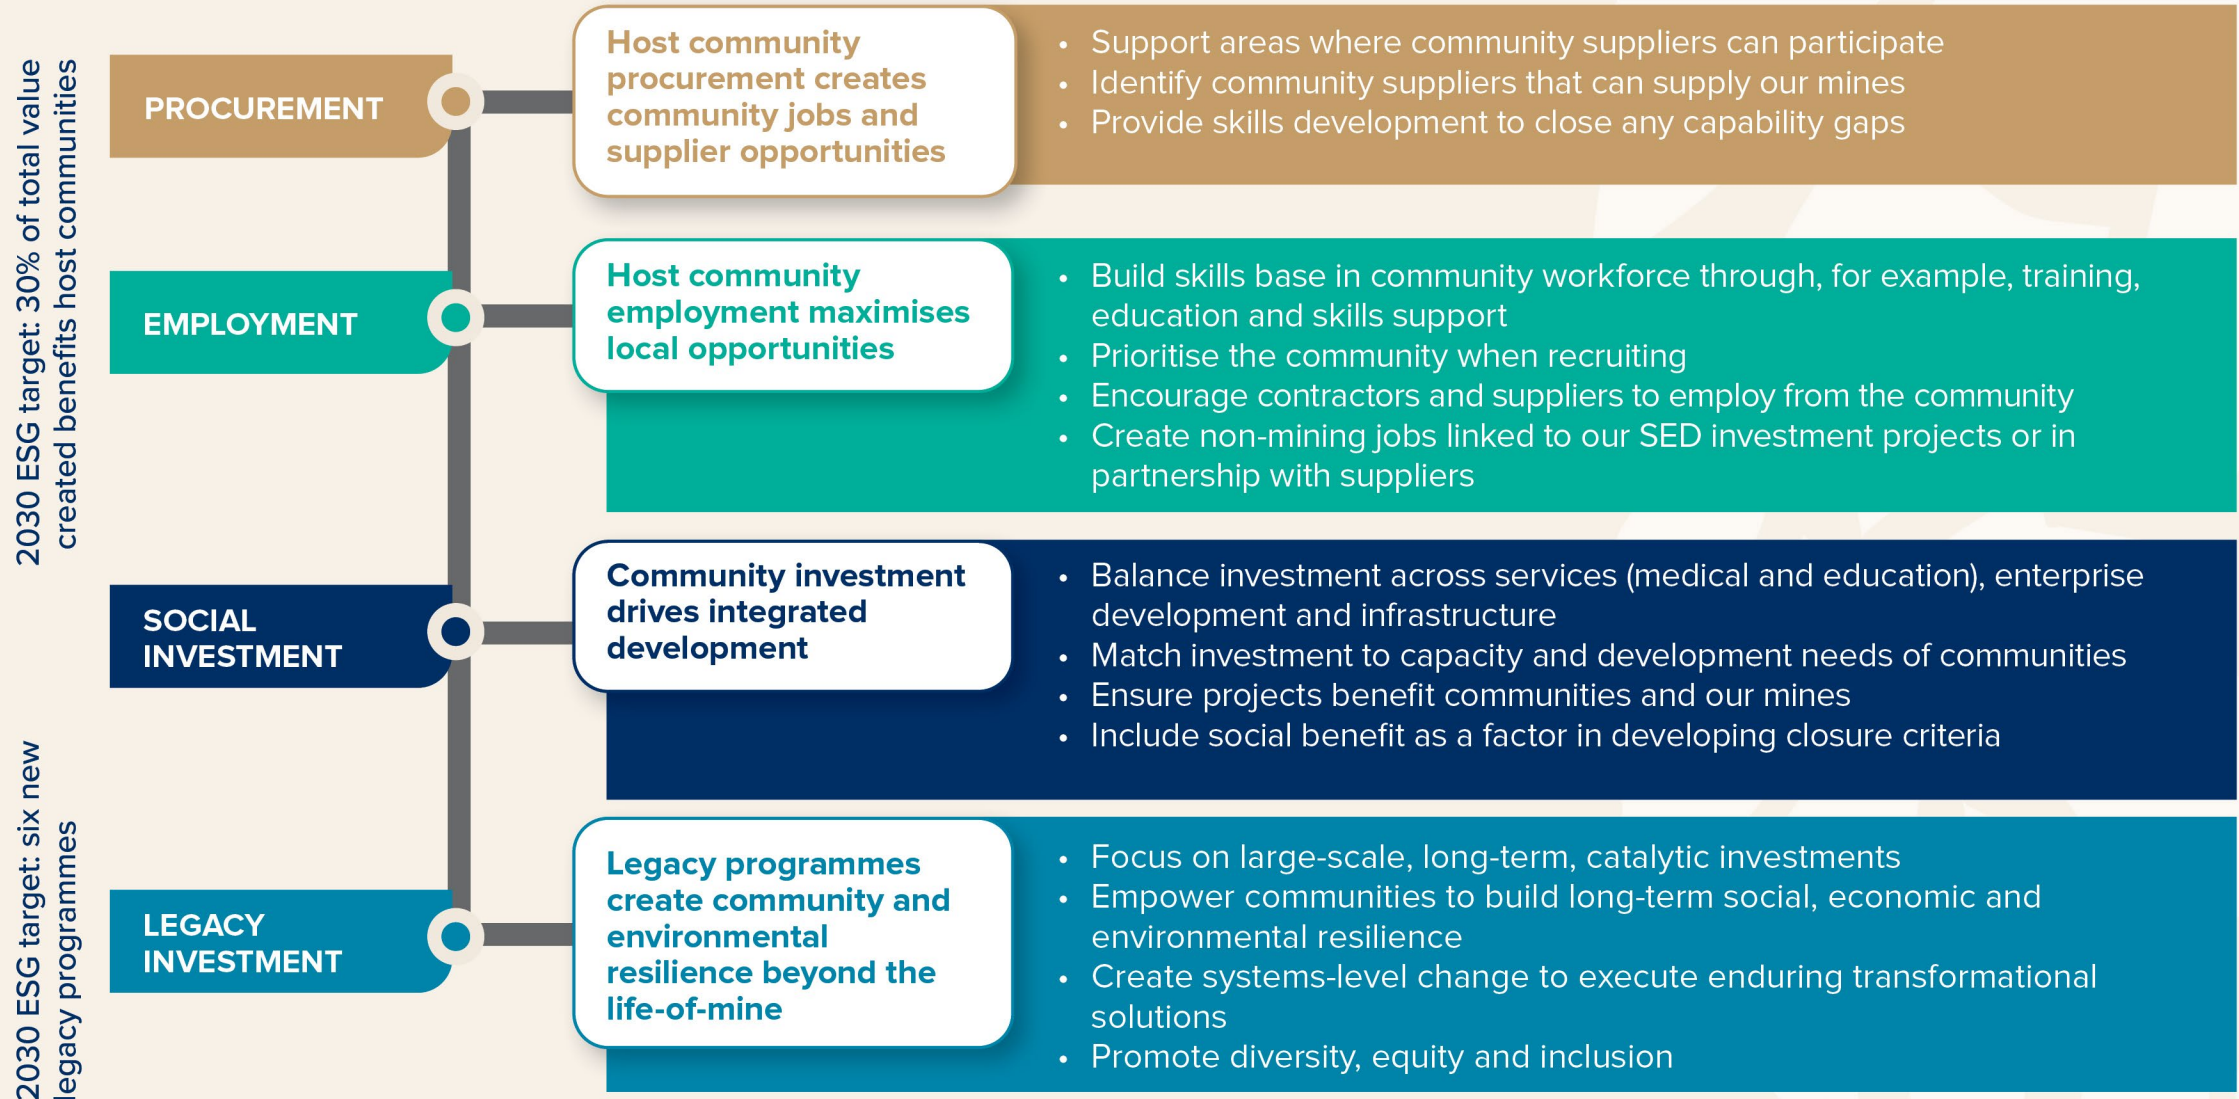 2030 ESG target: 30% of total value
created benefits host communities
PROCUREMENT
Host community
procurement creates
community jobs and
supplier opportunities
• Support areas where community suppliers can participate
• Identify community suppliers that can supply our mines
• Provide skills development to close any capability gaps
EMPLOYMENT
Host community
employment maximises
local opportunities
• Build skills base in community workforce through, for example, training,
education and skills support
• Prioritise the community when recruiting
• Encourage contractors and suppliers to employ from the community
• Create non-mining jobs linked to our SED investment projects or in
partnership with suppliers
SOCIAL
INVESTMENT
Community investment
drives integrated
development
• Balance investment across services (medical and education), enterprise
development and infrastructure
• Match investment to capacity and development needs of communities
• Ensure projects benefit communities and our mines
• Include social benefit as a factor in developing closure criteria
2030 ESG target: six new
legacy programmes
LEGACY
INVESTMENT
Legacy programmes
create community and
environmental
resilience beyond the
life-of-mine
• Focus on large-scale, long-term, catalytic investments
• Empower communities to build long-term social, economic and
environmental resilience
• Create systems-level change to execute enduring transformational
solutions
• Promote diversity, equity and inclusion